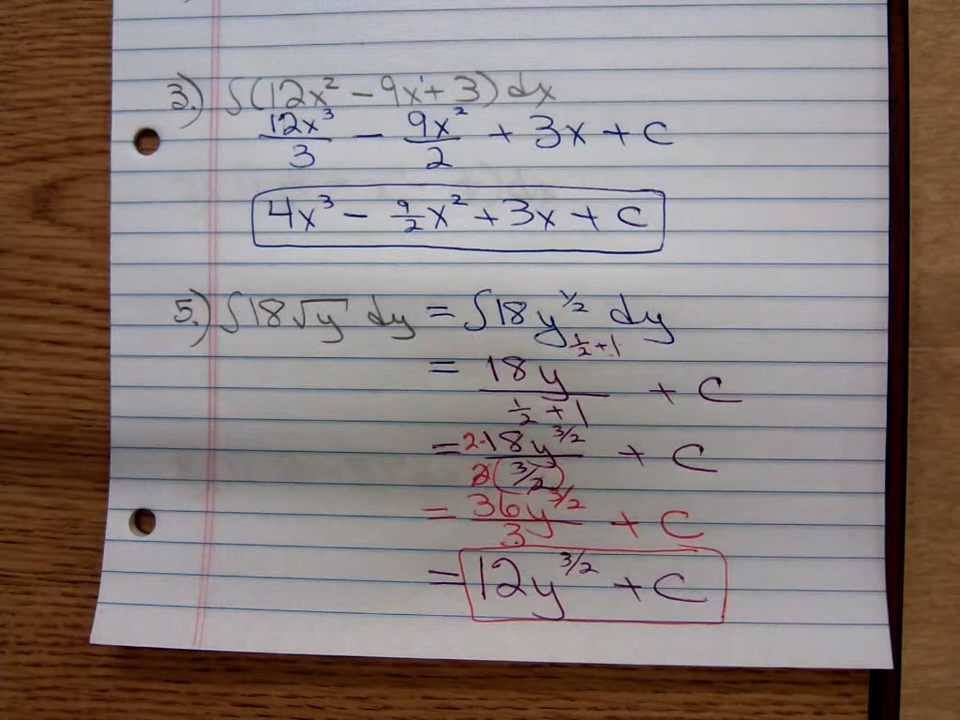 3.) ∫(12x² - 9x¹ + 3) dx
12x³/3 - 9x²/2 + 3x + C
4x³ - 9/2 x² + 3x + C
5.) ∫18√y dy = ∫18y^(1/2) dy
= 18y^(1/2+1)/(1/2+1) + C
= 2·18y^(3/2)/2(3/2) + C
= 36y^(3/2)/3 + C
= 12y^(3/2) + C